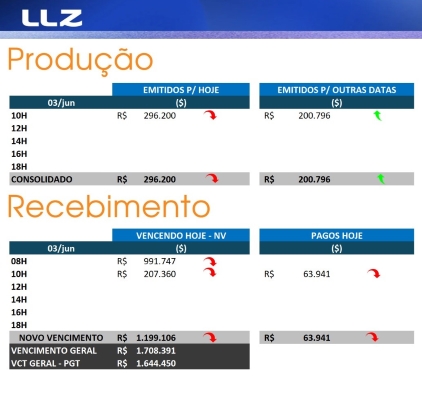 LLZ
Produção
EMITIDOS P/ HOJE EMITIDOS P/ OUTRAS DATAS
03/jun ($) ($)
10H R$ 296.200 R$ 200.796
12H
14H
16H
18H
CONSOLIDADO R$ 296.200 R$ 200.796
Recebimento
VENCENDO HOJE - NV PAGOS HOJE
03/jun ($) ($)
08H R$ 991.747
10H R$ 207.360 R$ 63.941
12H
14H
16H
18H
NOVO VENCIMENTO R$ 1.199.106 R$ 63.941
VENCIMENTO GERAL R$ 1.708.391
VCT GERAL - PGT R$ 1.644.450